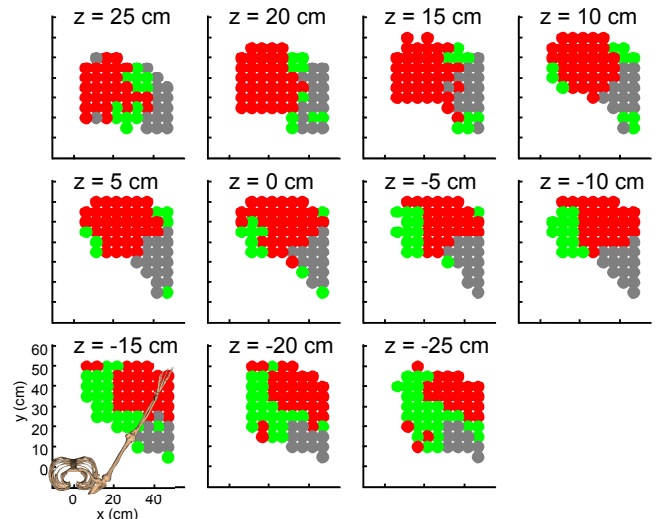 z = 25 cm
z = 20 cm
z = 15 cm
z = 10 cm
z = 5 cm
z = 0 cm
z = -5 cm
z = -10 cm
z = -15 cm
z = -20 cm
z = -25 cm
60
50
40
30
20
10
0
y (cm)
0
20
40
x (cm)